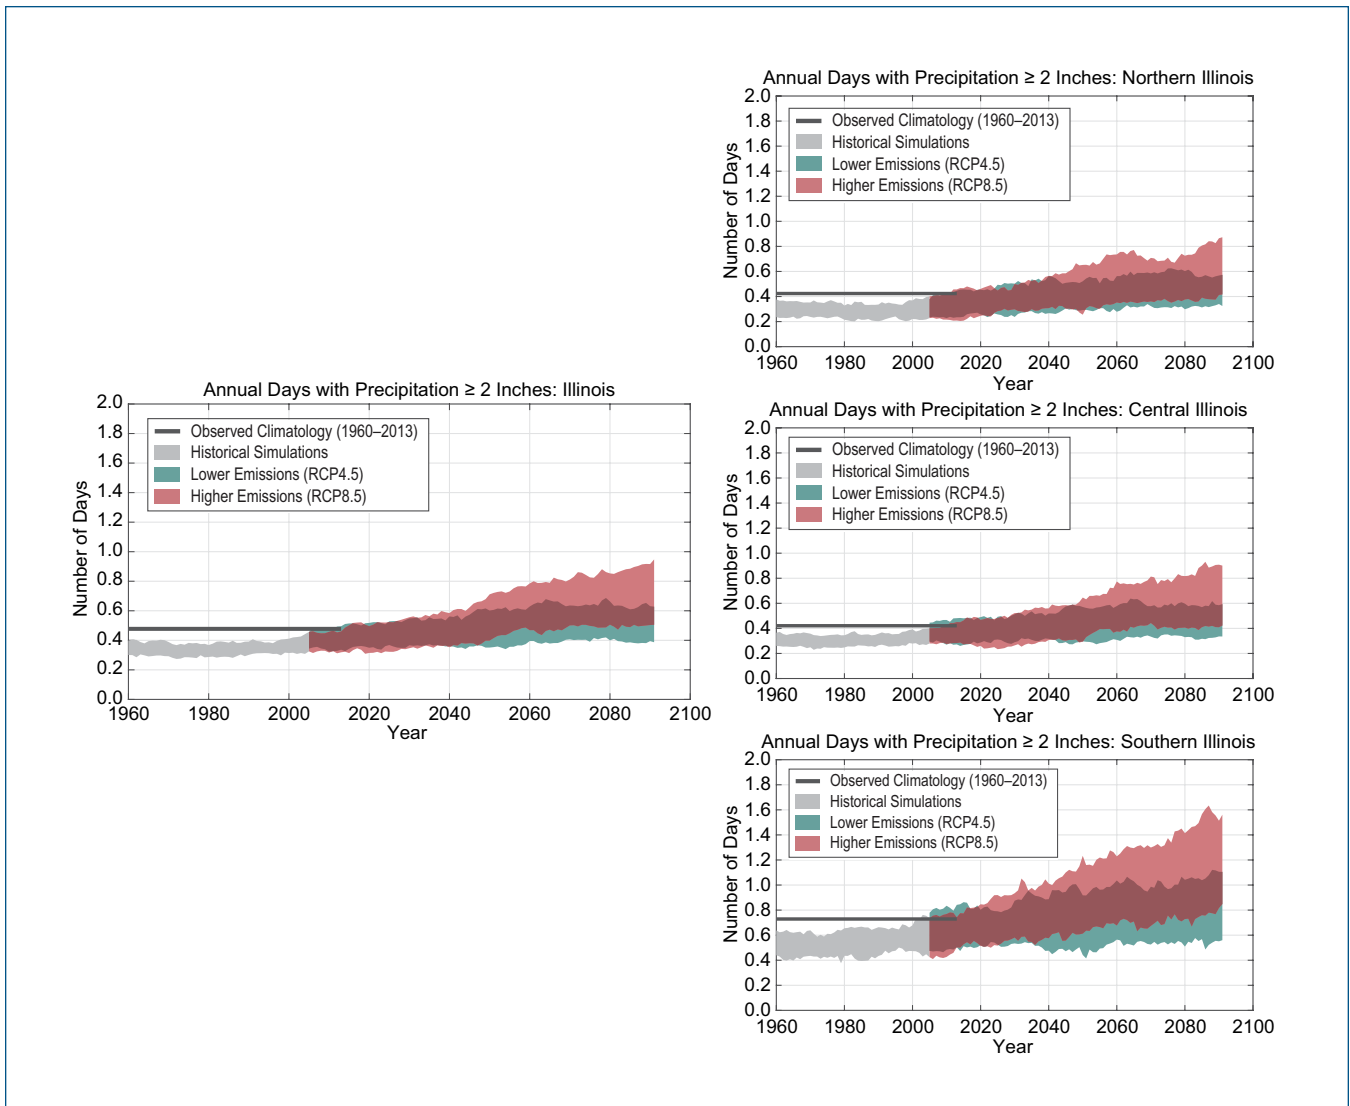 Annual Days with Precipitation ≥ 2 Inches: Northern Illinois
2.0
1.8
1.6
1.4
1.2
1.0
0.8
0.6
0.4
0.2
0.0
Number of Days
Observed Climatology (1960–2013)
Historical Simulations
Lower Emissions (RCP4.5)
Higher Emissions (RCP8.5)
1960 1980 2000 2020 2040 2060 2080 2100
Year
Annual Days with Precipitation ≥ 2 Inches: Illinois
2.0
1.8
1.6
1.4
1.2
1.0
0.8
0.6
0.4
0.2
0.0
Number of Days
Observed Climatology (1960–2013)
Historical Simulations
Lower Emissions (RCP4.5)
Higher Emissions (RCP8.5)
1960 1980 2000 2020 2040 2060 2080 2100
Year
Annual Days with Precipitation ≥ 2 Inches: Central Illinois
2.0
1.8
1.6
1.4
1.2
1.0
0.8
0.6
0.4
0.2
0.0
Number of Days
Observed Climatology (1960–2013)
Historical Simulations
Lower Emissions (RCP4.5)
Higher Emissions (RCP8.5)
1960 1980 2000 2020 2040 2060 2080 2100
Year
Annual Days with Precipitation ≥ 2 Inches: Southern Illinois
2.0
1.8
1.6
1.4
1.2
1.0
0.8
0.6
0.4
0.2
0.0
Number of Days
Observed Climatology (1960–2013)
Historical Simulations
Lower Emissions (RCP4.5)
Higher Emissions (RCP8.5)
1960 1980 2000 2020 2040 2060 2080 2100
Year